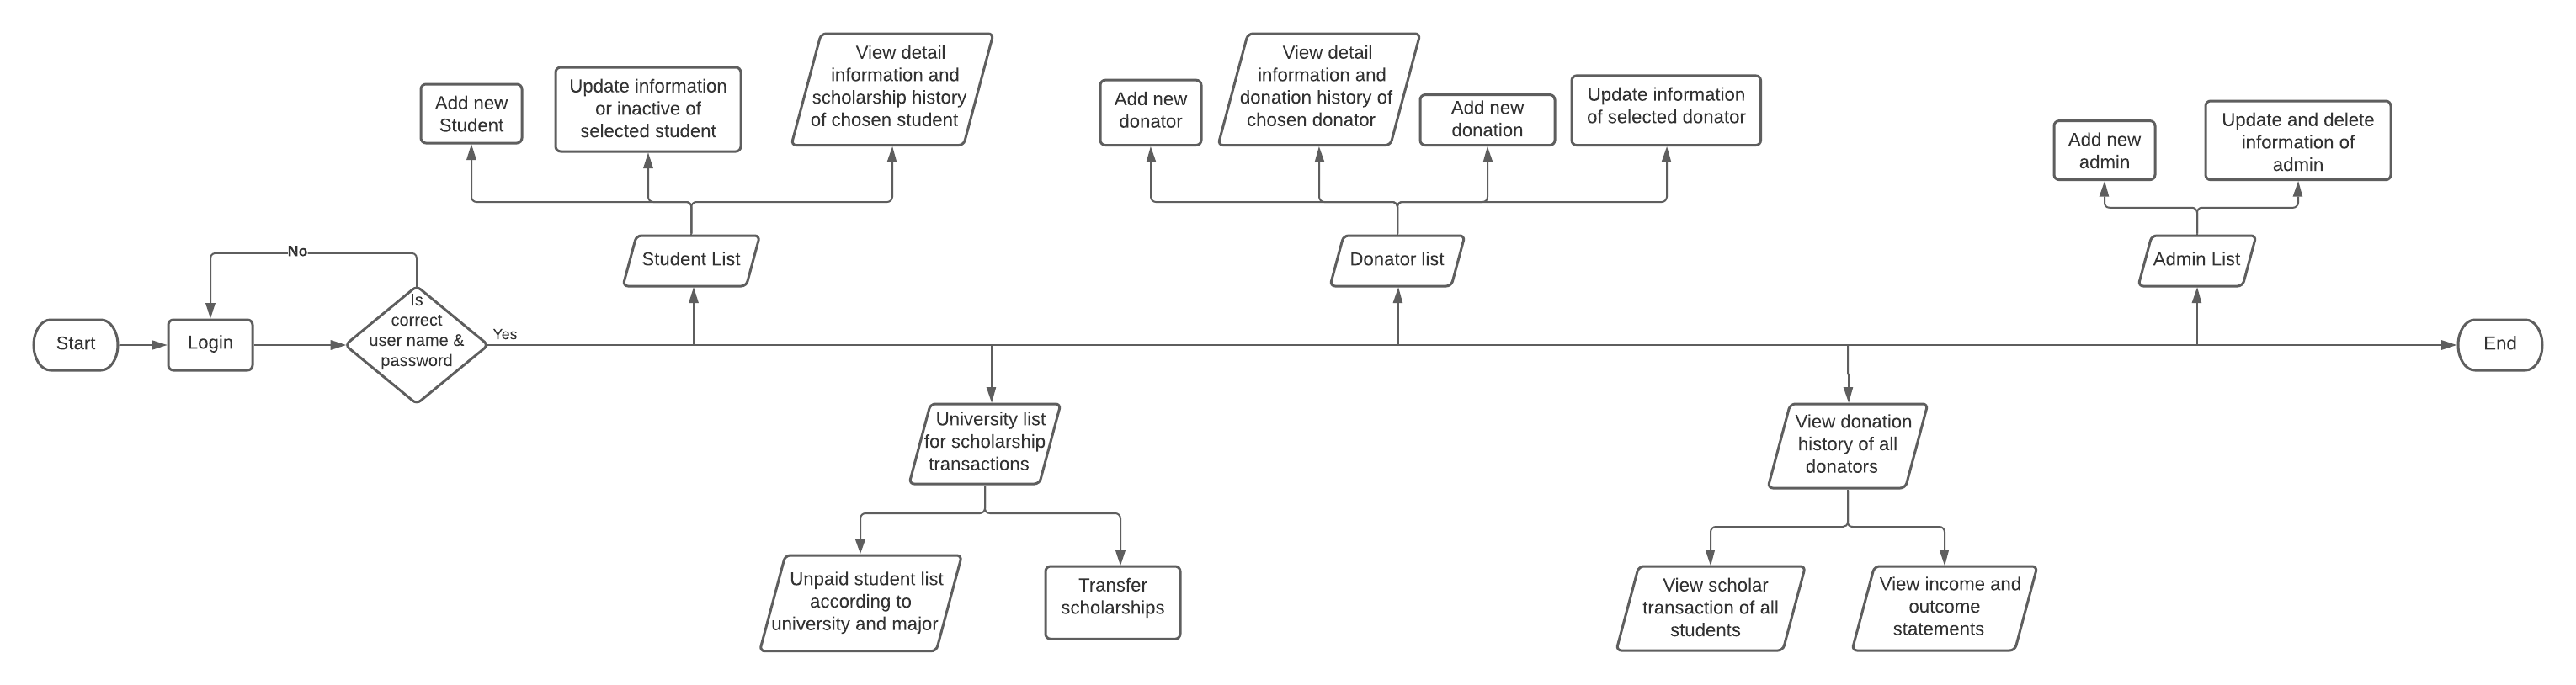 Add new
Student
Update information
or inactive of
selected student
View detail
information and
scholarship history
of chosen student
Add new
donator
View detail
information and
donation history of
chosen donator
Add new
donation
Update information
of selected donator
Add new
admin
Update and delete
information of
admin
Student List
Donator list
Admin List
No
Start
Login
Is
correct
user name &
password
Yes
End
University list
for scholarship
transactions
View donation
history of all
donators
Unpaid student list
according to
university and major
Transfer
scholarships
View scholar
transaction of all
students
View income and
outcome
statements